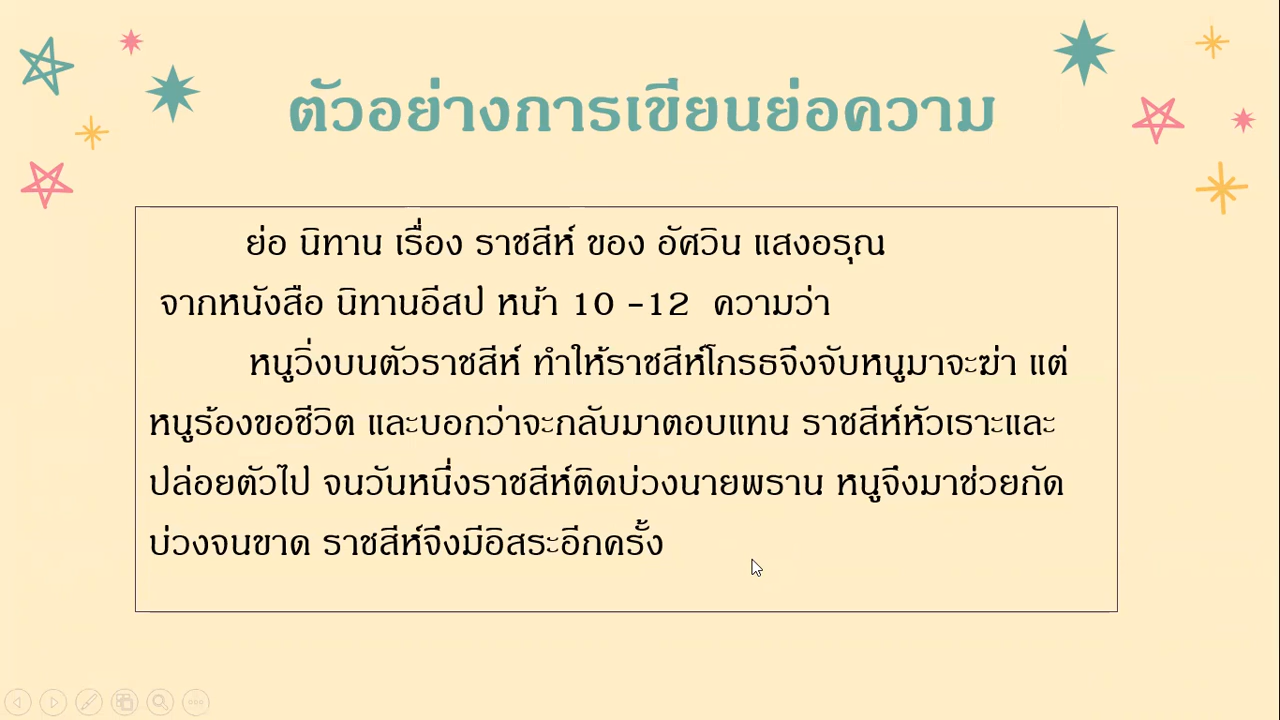 ตัวอย่างการเขียนย่อความ
ย่อ นิทาน เรื่อง ราชสีห์ ของ อัศวิน แสงอรุณ
จากหนังสือ นิทานอีสป หน้า 10 -12 ความว่า
หนูวิ่งบนตัวราชสีห์ ทำให้ราชสีห์โกรธจึงจับหนูมาจะฆ่า แต่
หนูร้องขอชีวิต และบอกว่าจะกลับมาตอบแทน ราชสีห์หัวเราะและ
ปล่อยตัวไป จนวันหนึ่งราชสีห์ติดบ่วงนายพราน หนูจึงมาช่วยกัด
บ่วงจนขาด ราชสีห์จึงมีอิสระอีกครั้ง